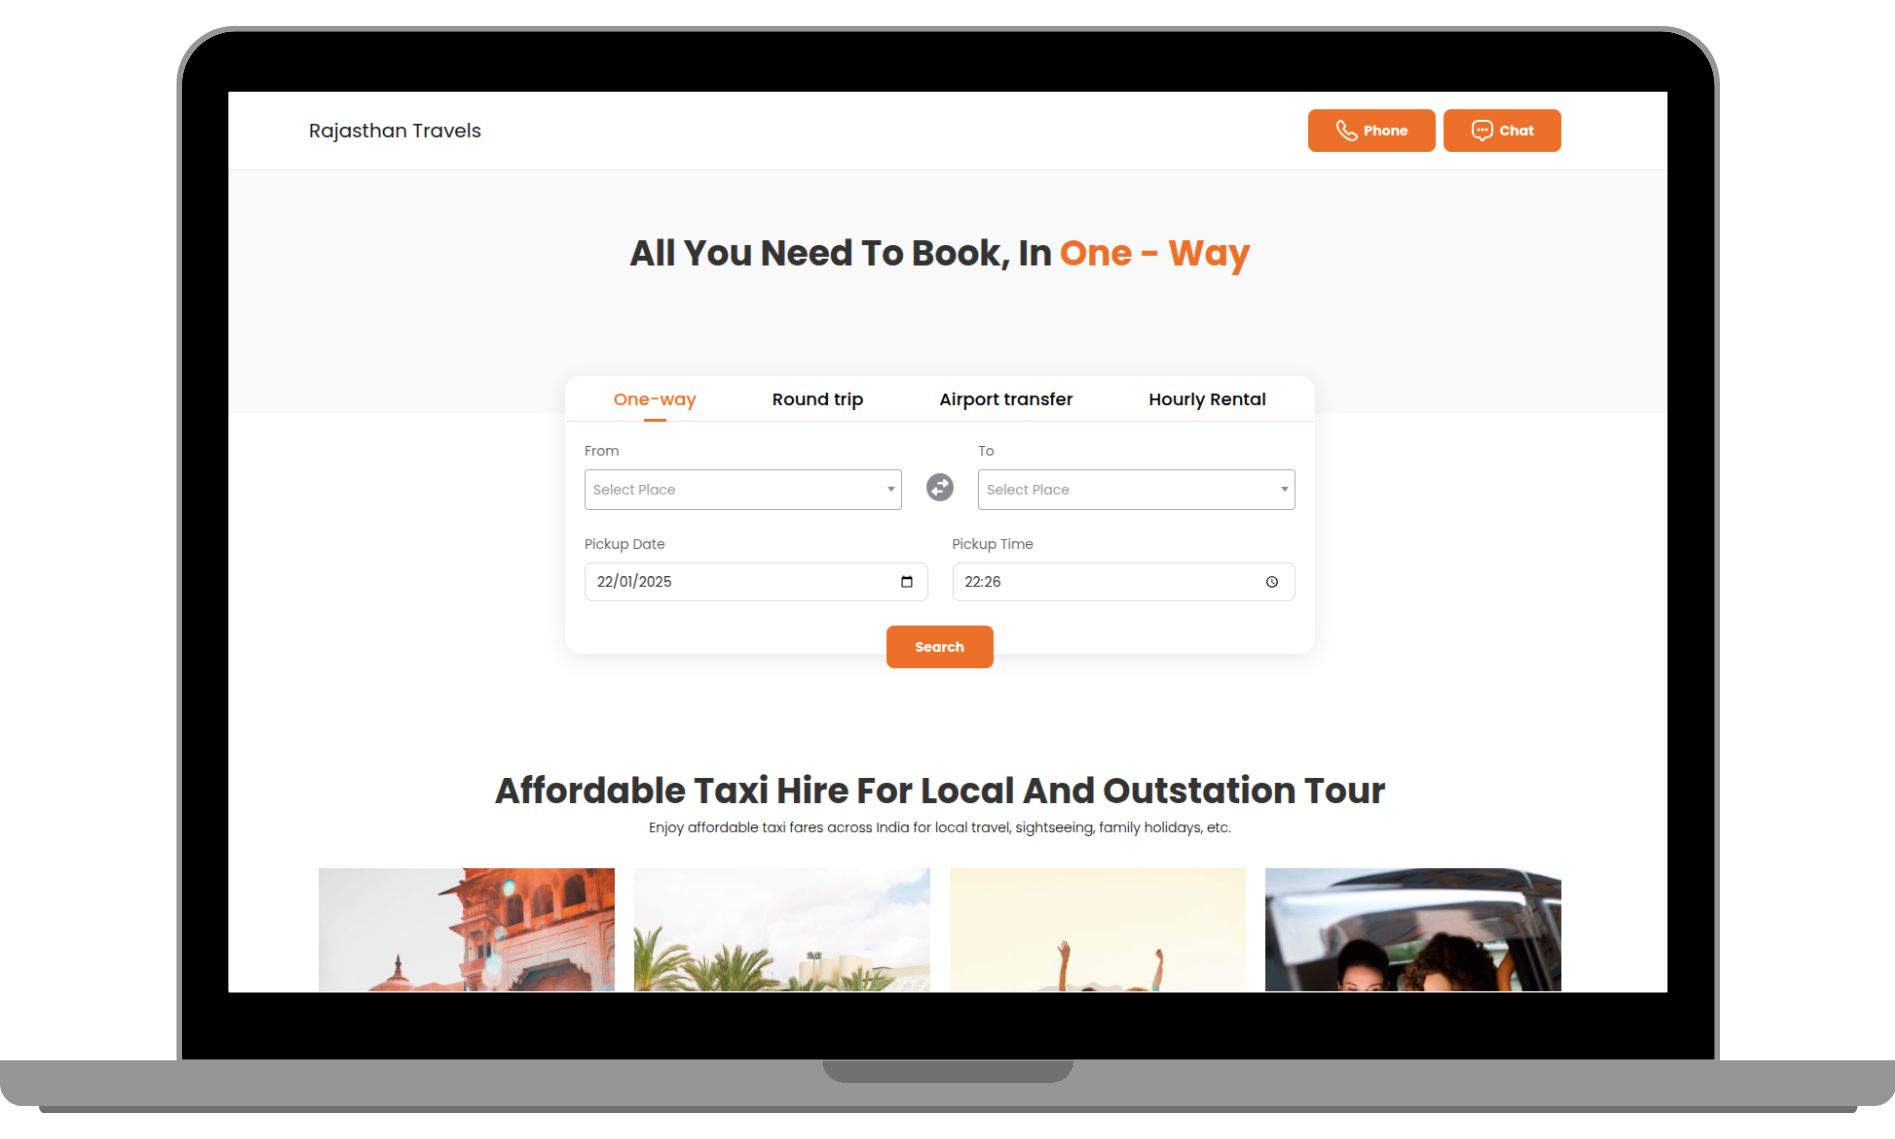 Rajasthan Travels
Phone
Chat
All You Need To Book, In One - Way
One-way
Round trip
Airport transfer
Hourly Rental
From
To
Select Place
Select Place
Pickup Date
Pickup Time
22/01/2025
22:26
Search
Affordable Taxi Hire For Local And Outstation Tour
Enjoy affordable taxi fares across India for local travel, sightseeing, family holidays, etc.